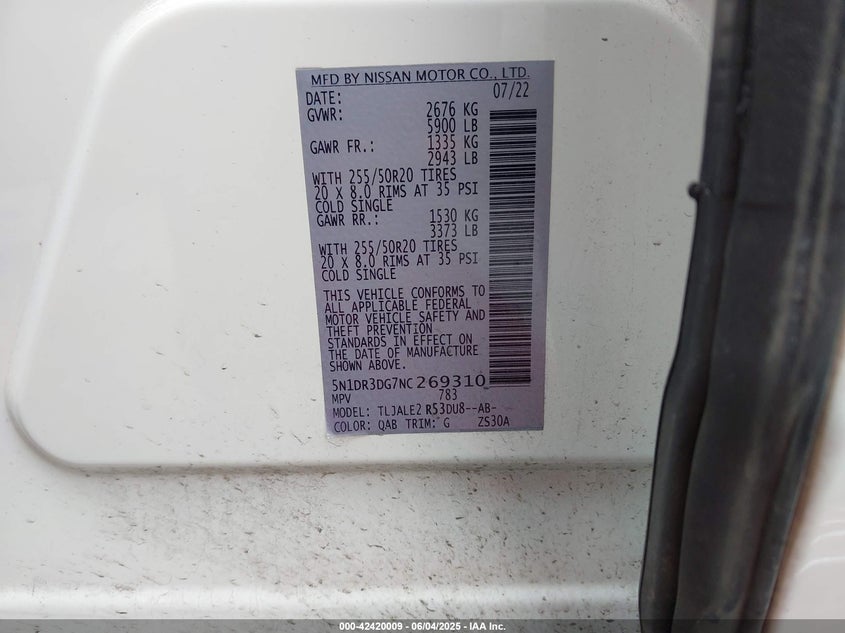 MFD BY NISSAN MOTOR CO., LTD.
DATE: 07/22
GVWR: 2676 KG
5900 LB
GAWR FR.: 1335 KG
2943 LB
WITH 255/50R20 TIRES
20 X 8.0 RIMS AT 35 PSI
COLD SINGLE
GAWR RR.: 1530 KG
3373 LB
WITH 255/50R20 TIRES
20 X 8.0 RIMS AT 35 PSI
COLD SINGLE
THIS VEHICLE CONFORMS TO
ALL APPLICABLE FEDERAL
MOTOR VEHICLE SAFETY AND
THEFT PREVENTION
STANDARDS IN EFFECT ON
THE DATE OF MANUFACTURE
SHOWN ABOVE.
5N1DR3DG7NC269310
MPV 783
MODEL: TLJALE2 R53DU8--AB-
COLOR: QAB TRIM: G ZS30A
000-42420009 - 06/04/2025 - IAA Inc.